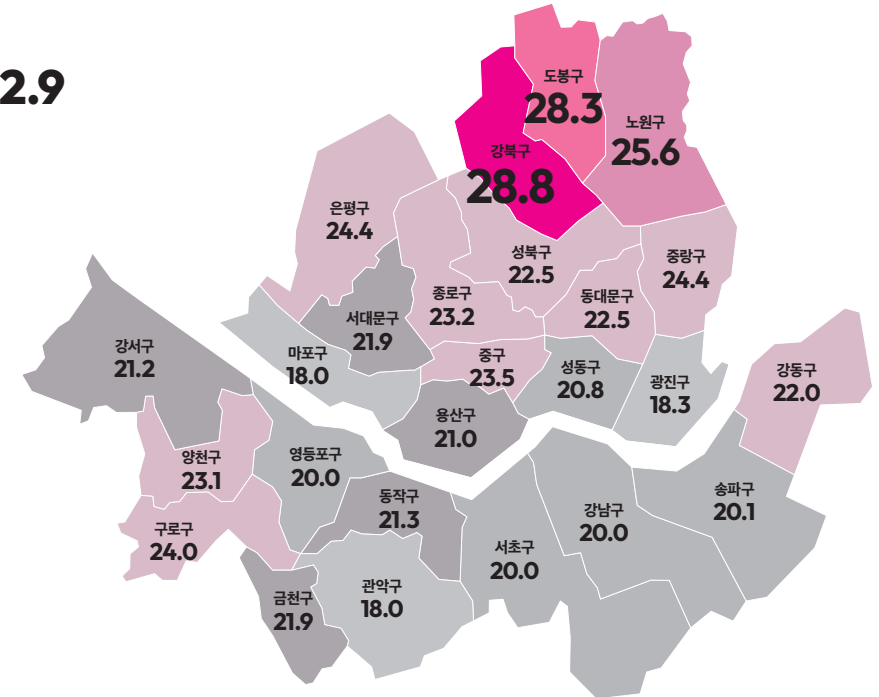 2.9
도봉구
28.3
노원구
25.6
강북구
28.8
은평구
24.4
성북구
22.5
중랑구
24.4
종로구
23.2
동대문구
22.5
서대문구
21.9
강서구
21.2
마포구
18.0
중구
23.5
성동구
20.8
광진구
18.3
강동구
22.0
용산구
21.0
양천구
23.1
영등포구
20.0
동작구
21.3
강남구
20.0
송파구
20.1
구로구
24.0
서초구
20.0
관악구
18.0
금천구
21.9